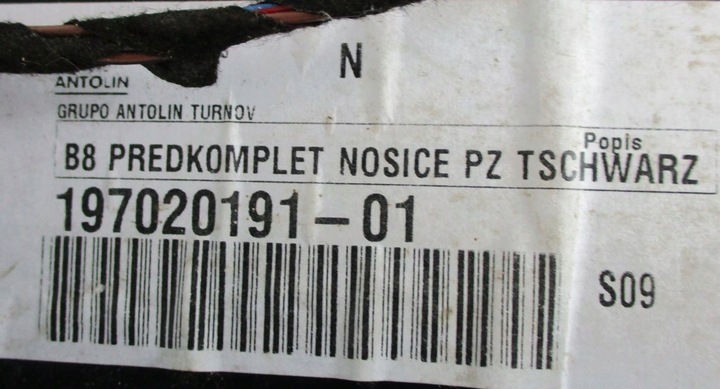 N
ANTOLIN
GRUPO ANTOLIN TURNOV
Popis
B8 PREDKOMPLET NOSICE PZ TSCHWARZ
197020191-01
S09